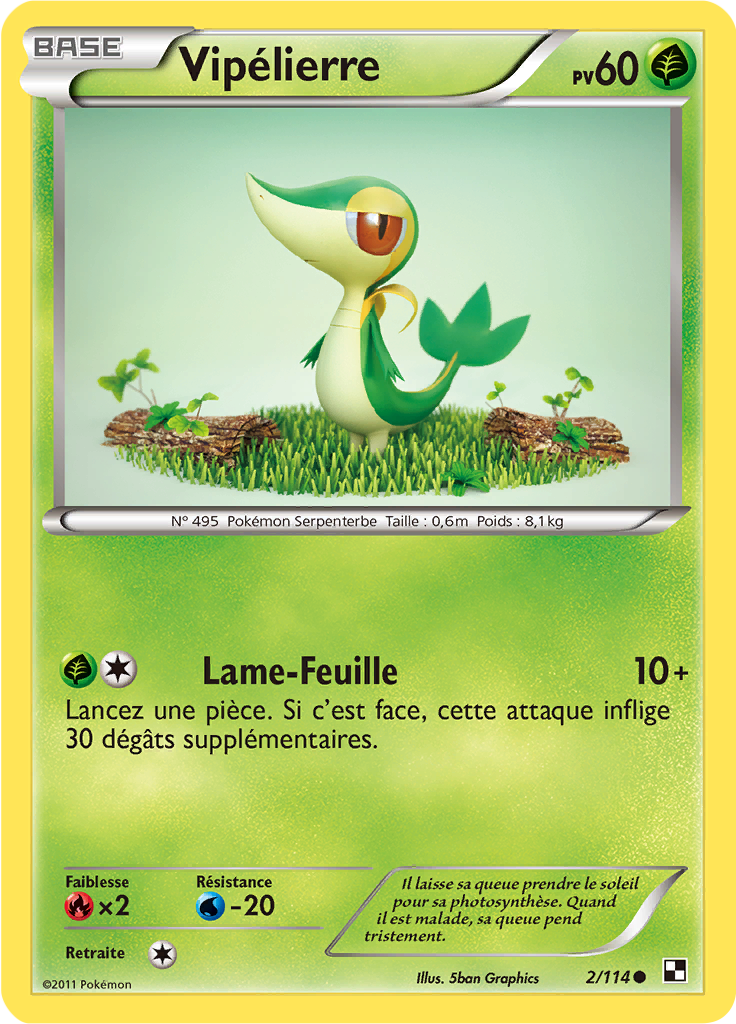 BASE
Vipélierre
PV60
N° 495 Pokémon Serpenterbe Taille : 0,6m Poids : 8,1kg
Lame-Feuille 10+
Lancez une pièce. Si c'est face, cette attaque inflige
30 dégâts supplémentaires.
Faiblesse
×2
Résistance
-20
Retraite
Il laisse sa queue prendre le soleil
pour sa photosynthèse. Quand
il est malade, sa queue pend
tristement.
©2011 Pokémon
Illus. 5ban Graphics
2/114